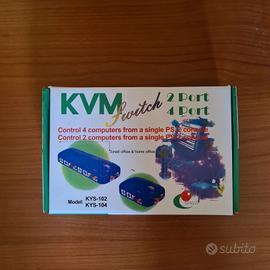 KVM Switch 2 Port
4 Port
Control 4 computers from a single PS/2 console
Control 2 computers from a single PS/2 console
Small office & home office
Model: KYS-102
KYS-104
subito